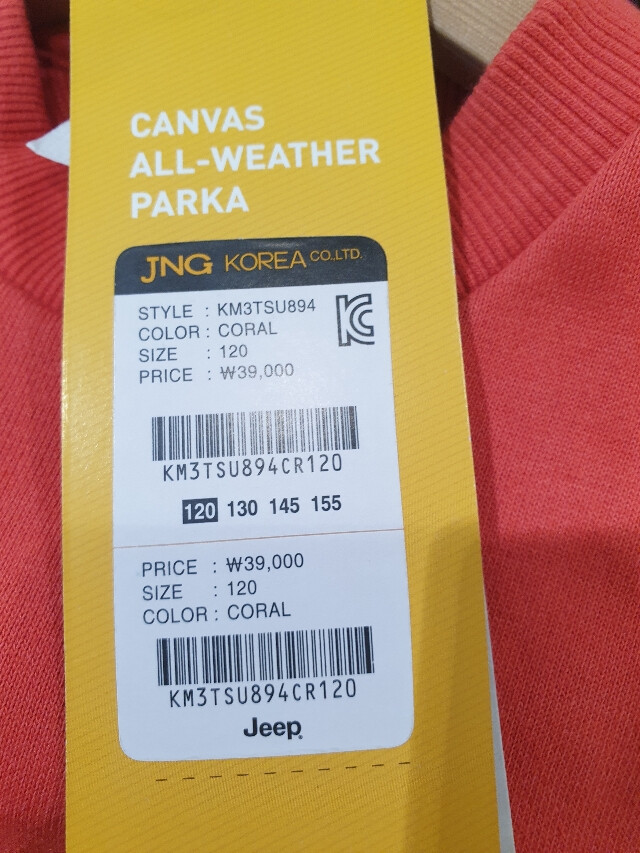 CANVAS
ALL-WEATHER
PARKA
JNG KOREA CO.,LTD.
STYLE : KM3TSU894
COLOR : CORAL
SIZE : 120
PRICE : ₩39,000
KC
KM3TSU894CR120
120 130 145 155
PRICE : ₩39,000
SIZE : 120
COLOR : CORAL
KM3TSU894CR120
Jeep